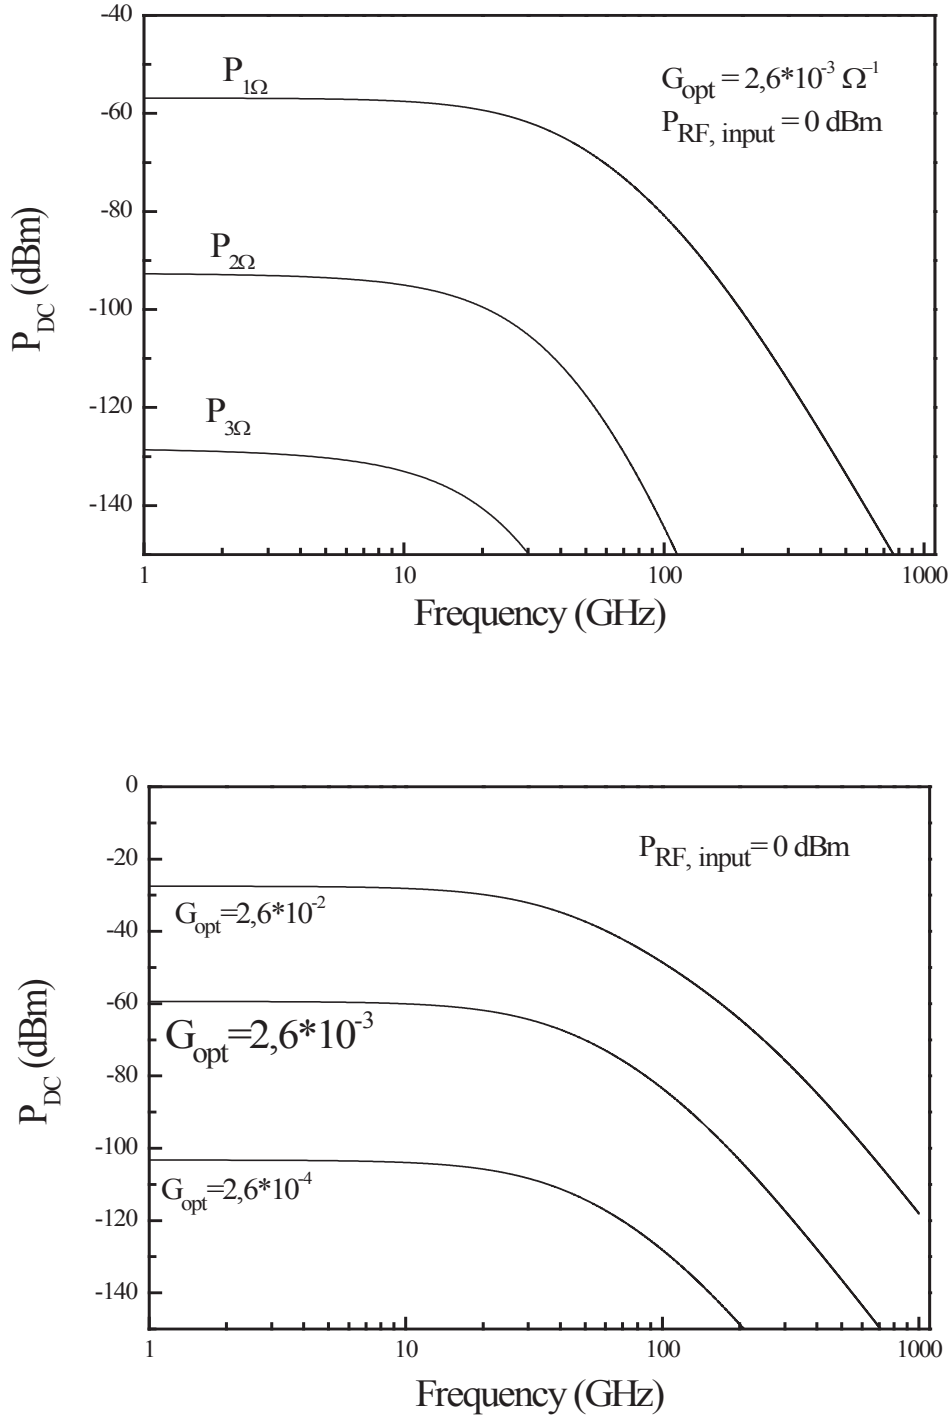 -40
P1Ω
Gopt = 2,6*10-3 Ω-1
-60
PRF, input = 0 dBm
-80
P2Ω
-100
PDC (dBm)
-120
P3Ω
-140
1 10 100 1000
Frequency (GHz)
0
-20
PRF, input= 0 dBm
Gopt=2,6*10-2
-40
-60
Gopt=2,6*10-3
PDC (dBm)
-80
-100
Gopt=2,6*10-4
-120
-140
1 10 100 1000
Frequency (GHz)